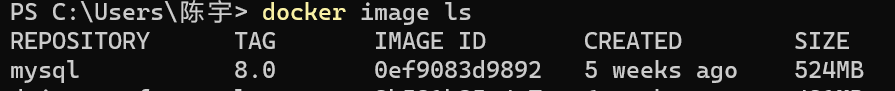 PS C:\Users\陈宇> docker image ls
REPOSITORY TAG IMAGE ID CREATED SIZE
mysql 8.0 0ef9083d9892 5 weeks ago 524MB